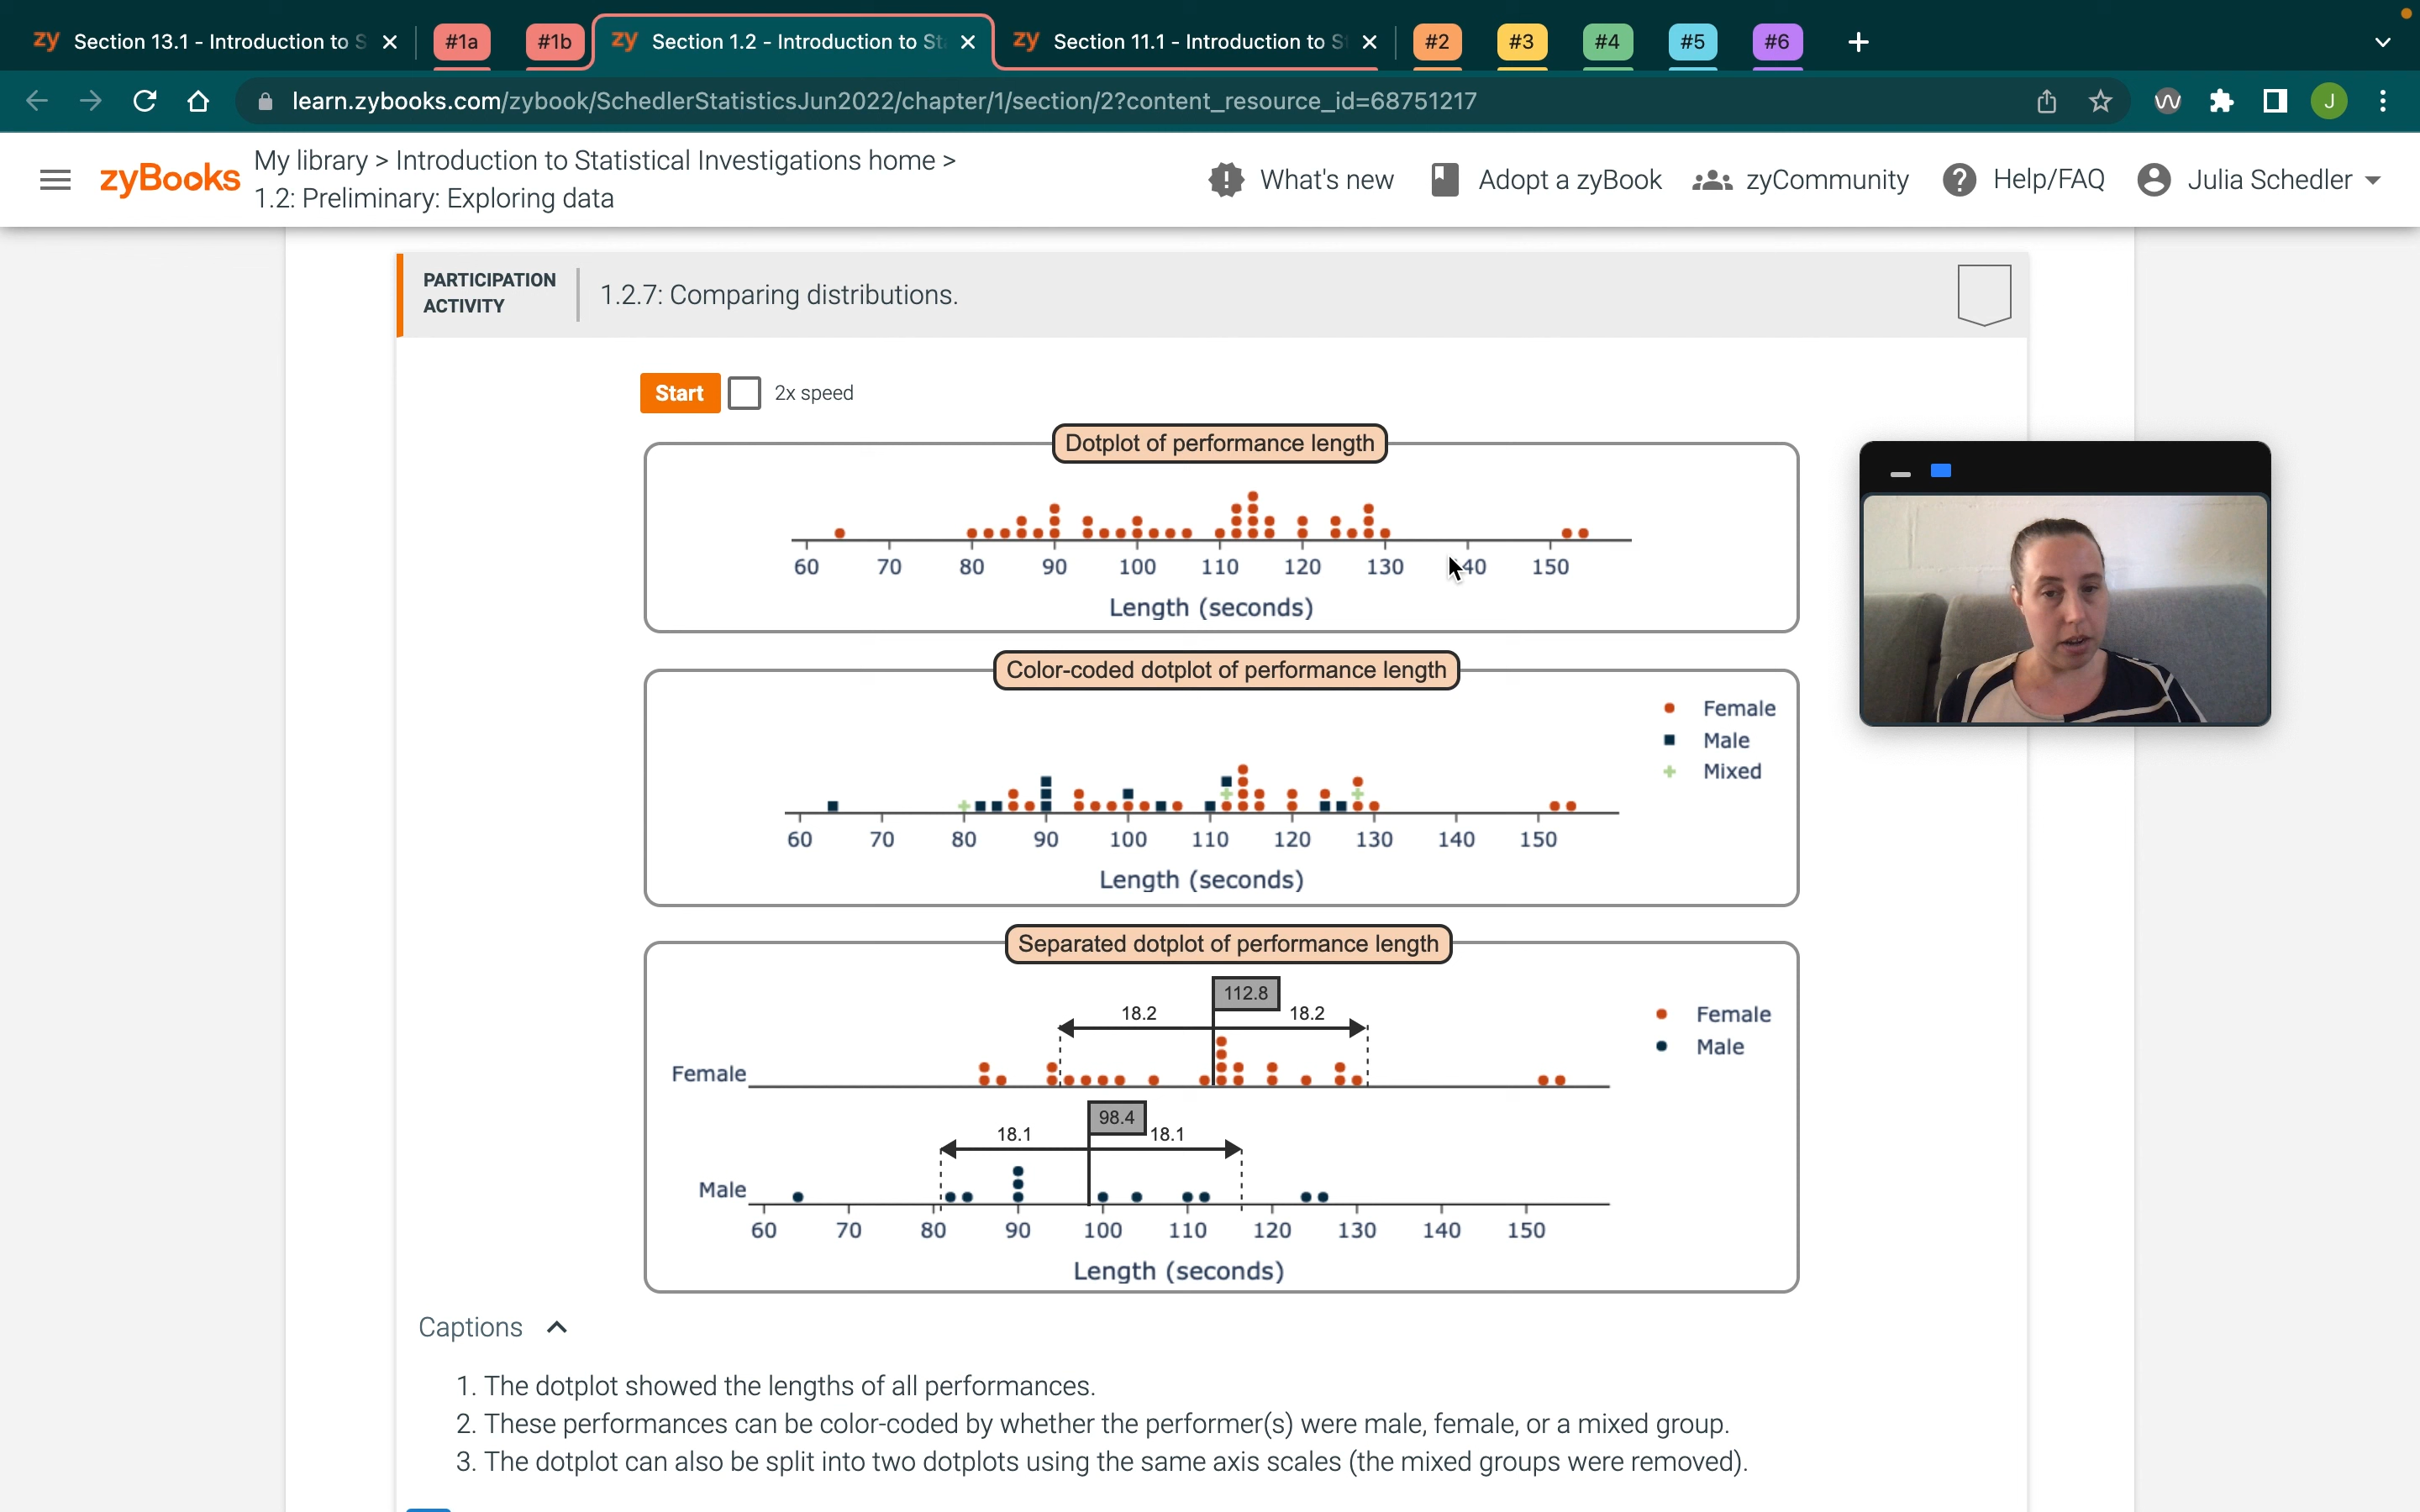 zy Section 13.1 - Introduction to S
#1a
#1b
zy Section 1.2 - Introduction to St
zy Section 11.1 - Introduction to S
#2
#3
#4
#5
#6
learn.zybooks.com/zybook/SchedlerStatisticsJun2022/chapter/1/section/2?content_resource_id=68751217
J
zyBooks
My library > Introduction to Statistical Investigations home >
1.2: Preliminary: Exploring data
What's new
Adopt a zyBook
zyCommunity
Help/FAQ
Julia Schedler
PARTICIPATION
ACTIVITY
1.2.7: Comparing distributions.
Start
2x speed
Dotplot of performance length
60 70 80 90 100 110 120 130 40 150
Length (seconds)
Color-coded dotplot of performance length
Female
Male
Mixed
60 70 80 90 100 110 120 130 140 150
Length (seconds)
Separated dotplot of performance length
112.8
18.2 18.2
Female
Male
Female
98.4
18.1 18.1
Male
60 70 80 90 100 110 120 130 140 150
Length (seconds)
Captions
1. The dotplot showed the lengths of all performances.
2. These performances can be color-coded by whether the performer(s) were male, female, or a mixed group.
3. The dotplot can also be split into two dotplots using the same axis scales (the mixed groups were removed).